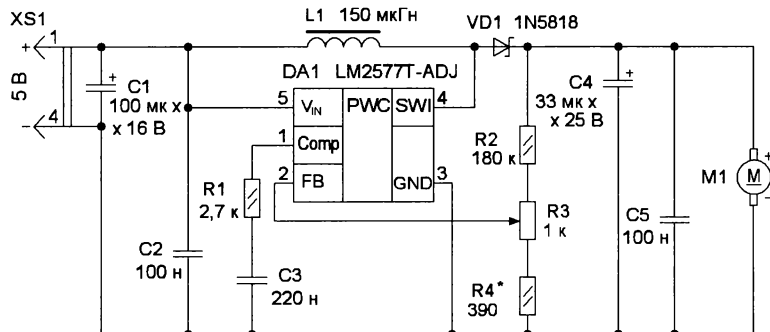 XS1
L1 150 мкГн
VD1 1N5818
+
1
5 В
−
4
C1
100 мк x
x 16 В
+
DA1 LM2577T-ADJ
5
VIN
PWC
SWI
4
1
Comp
2
FB
GND
3
R1
2,7 к
C2
100 н
C3
220 н
R2
180 к
R3
1 к
R4*
390
C4
33 мк x
x 25 В
+
C5
100 н
M1
M
+
−